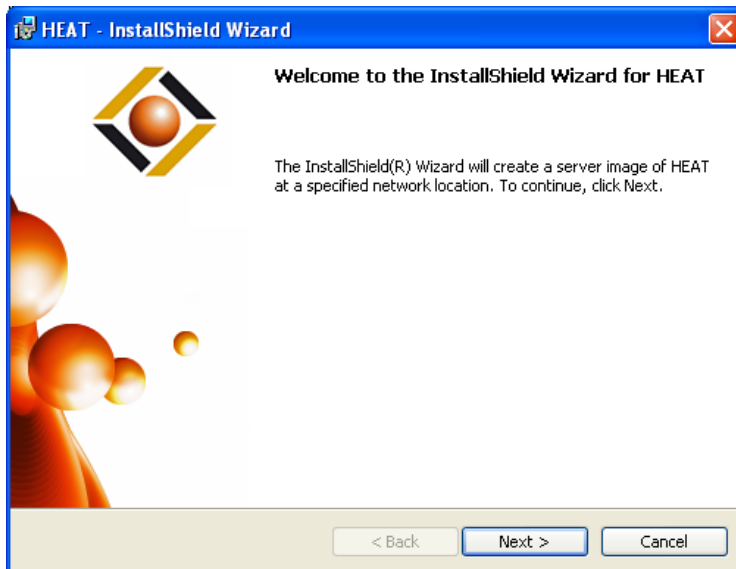 HEAT - InstallShield Wizard
Welcome to the InstallShield Wizard for HEAT
The InstallShield(R) Wizard will create a server image of HEAT
at a specified network location. To continue, click Next.
< Back
Next >
Cancel